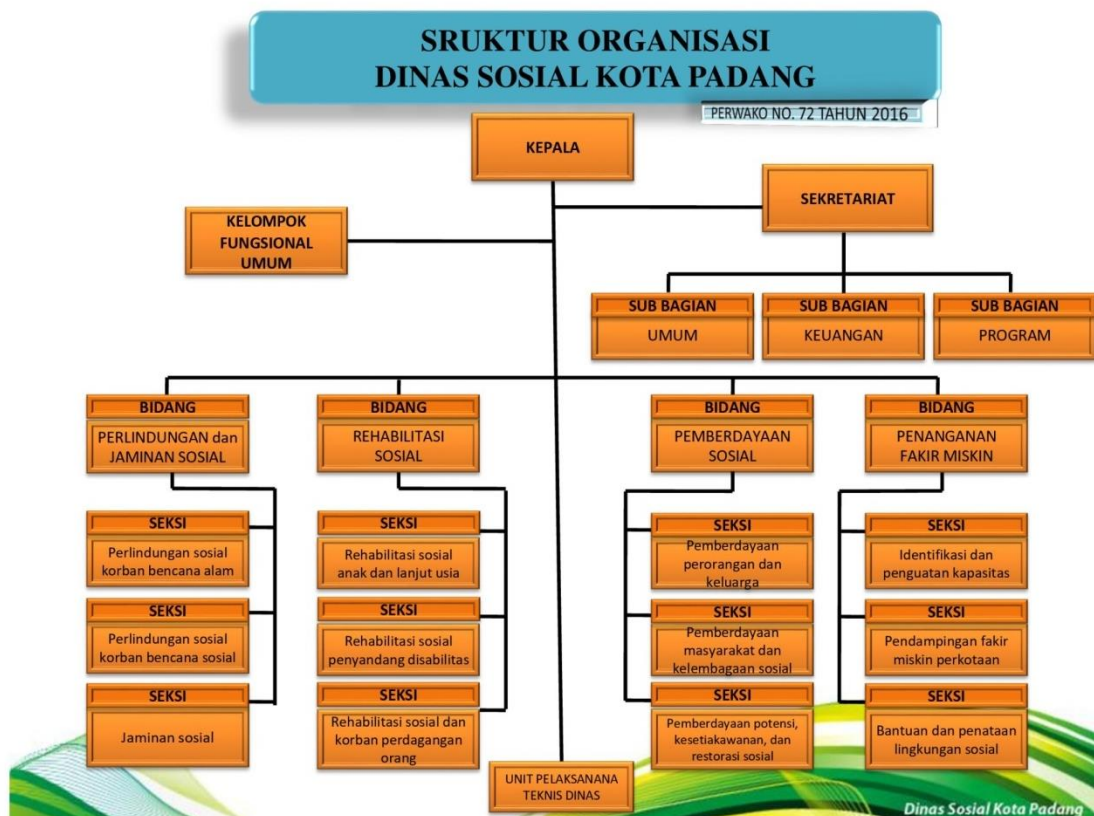 SRUKTUR ORGANISASI
DINAS SOSIAL KOTA PADANG
PERWAKO NO. 72 TAHUN 2016
KEPALA
SEKRETARIAT
KELOMPOK
FUNGSIONAL
UMUM
SUB BAGIAN
UMUM
SUB BAGIAN
KEUANGAN
SUB BAGIAN
PROGRAM
BIDANG
PERLINDUNGAN dan
JAMINAN SOSIAL
SEKSI
Perlindungan sosial
korban bencana alam
SEKSI
Perlindungan sosial
korban bencana sosial
SEKSI
Jaminan sosial
BIDANG
REHABILITASI
SOSIAL
SEKSI
Rehabilitasi sosial
anak dan lanjut usia
SEKSI
Rehabilitasi sosial
penyandang disabilitas
SEKSI
Rehabilitasi sosial dan
korban perdagangan
orang
BIDANG
PEMBERDAYAAN
SOSIAL
SEKSI
Pemberdayaan
perorangan dan
keluarga
SEKSI
Pemberdayaan
masyarakat dan
kelembagaan sosial
SEKSI
Pemberdayaan potensi,
kesetiakawanan, dan
restorasi sosial
BIDANG
PENANGANAN
FAKIR MISKIN
SEKSI
Identifikasi dan
penguatan kapasitas
SEKSI
Pendampingan fakir
miskin perkotaan
SEKSI
Bantuan dan penataan
lingkungan sosial
UNIT PELAKSANANA
TEKNIS DINAS
Dinas Sosial Kota Padang